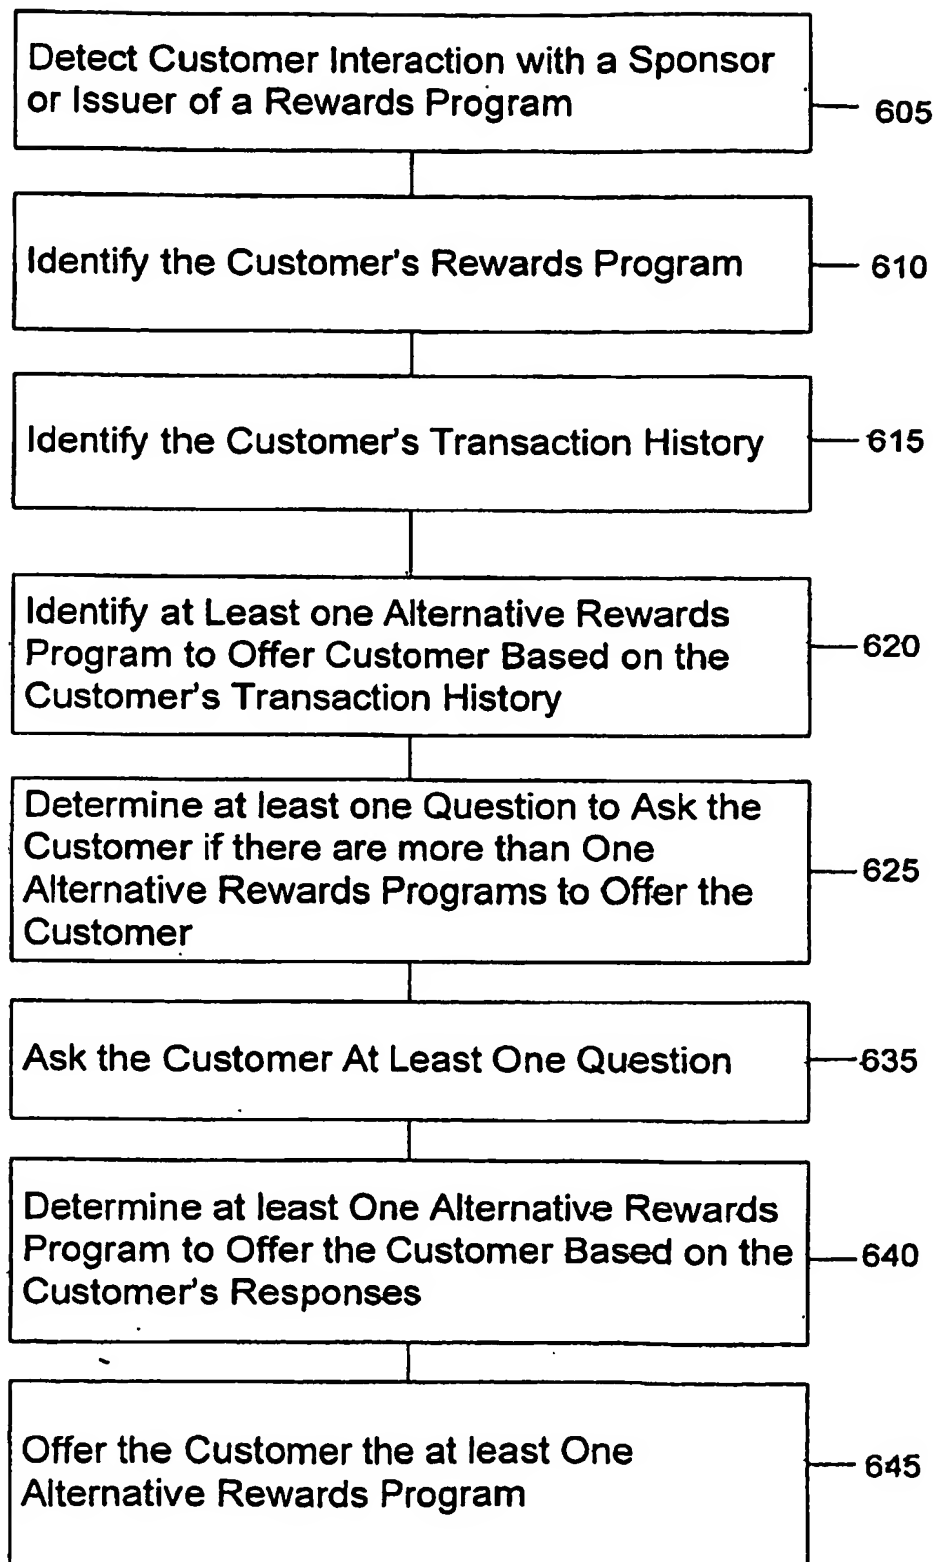 Detect Customer Interaction with a Sponsor
or Issuer of a Rewards Program
605
Identify the Customer's Rewards Program
610
Identify the Customer's Transaction History
615
Identify at Least one Alternative Rewards
Program to Offer Customer Based on the
Customer's Transaction History
620
Determine at least one Question to Ask the
Customer if there are more than One
Alternative Rewards Programs to Offer the
Customer
625
Ask the Customer At Least One Question
635
Determine at least One Alternative Rewards
Program to Offer the Customer Based on the
Customer's Responses
640
Offer the Customer the at least One
Alternative Rewards Program
645